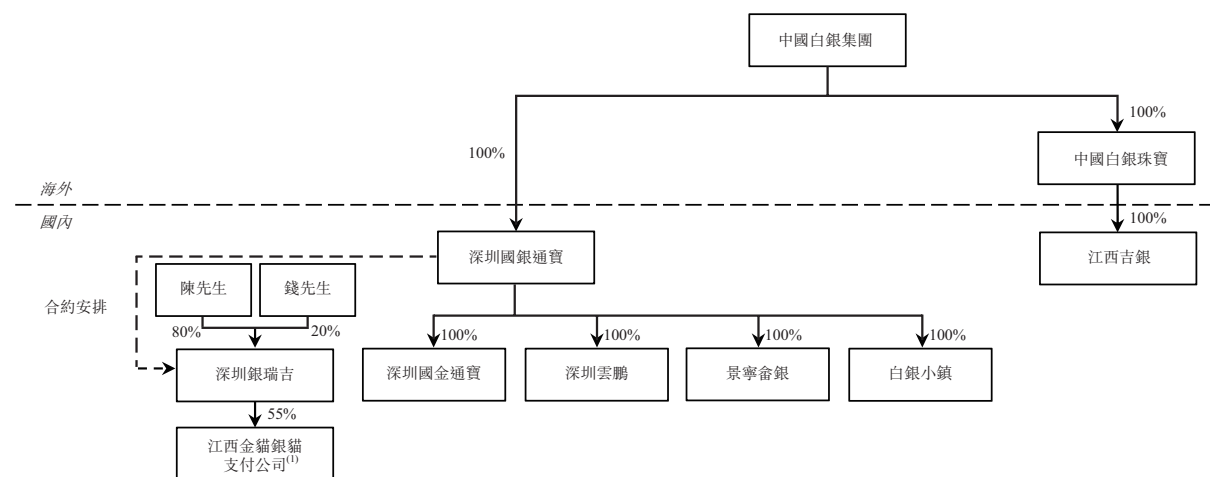 中國白銀集團
100%
100%
中國白銀珠寶
海外
國內
100%
深圳國銀通寶
江西吉銀
合約安排
陳先生
錢先生
80%
20%
100%
100%
100%
100%
深圳銀瑞吉
深圳國金通寶
深圳雲鵬
景寧畬銀
白銀小鎮
55%
江西金貓銀貓
支付公司(1)